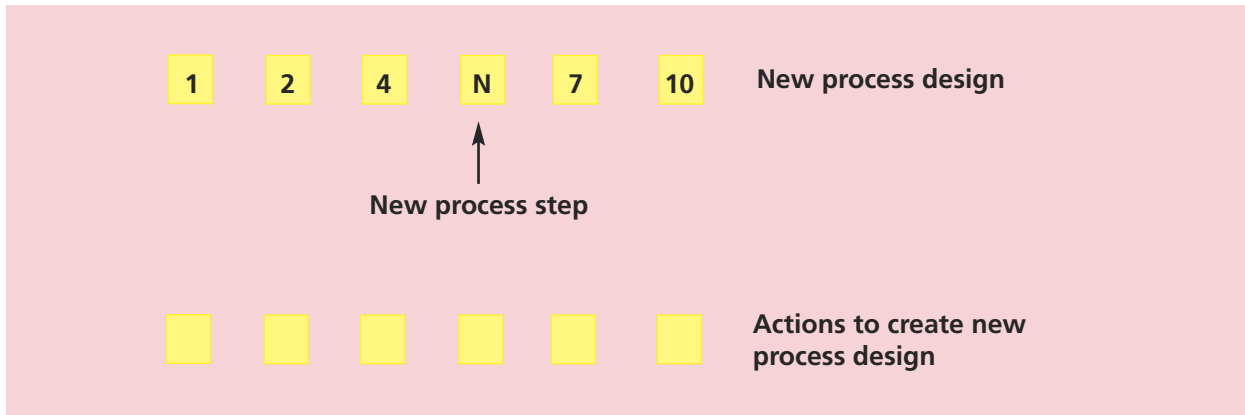 1 2 4 N 7 10 New process design
New process step
Actions to create new
process design